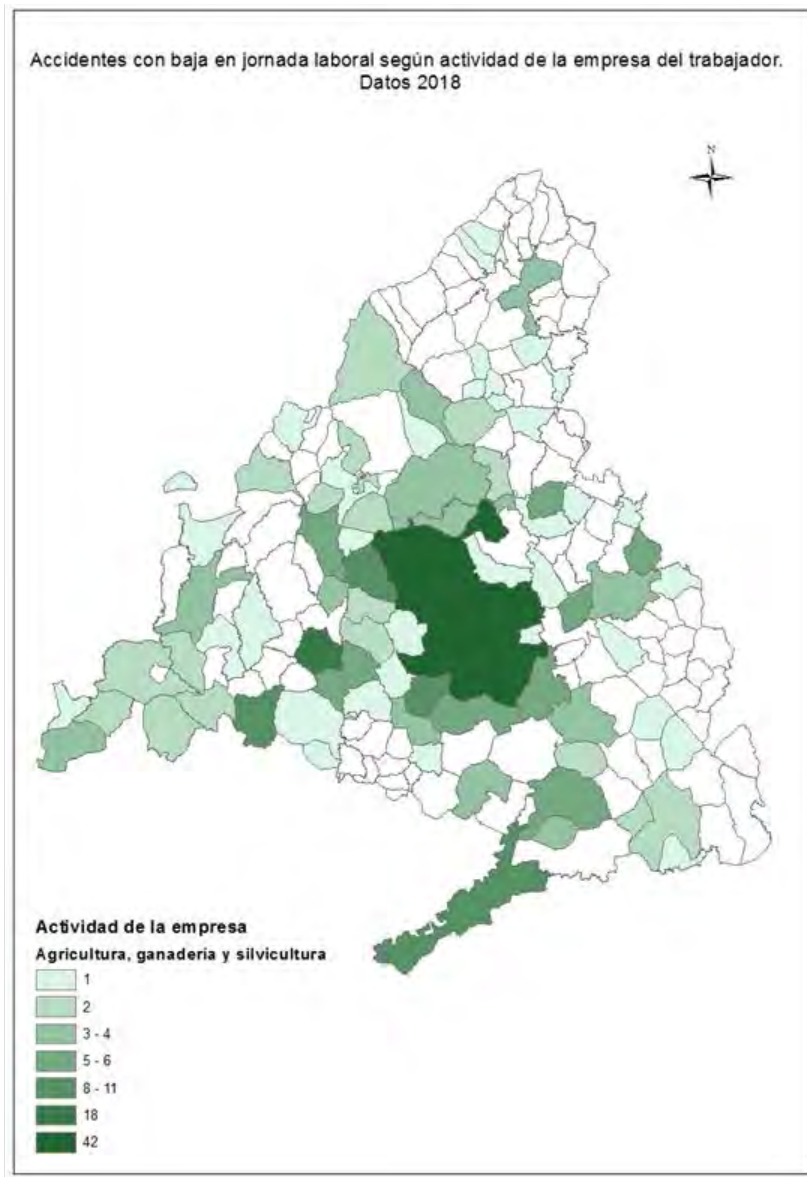 Accidentes con baja en jornada laboral según actividad de la empresa del trabajador.
Datos 2018
N
Actividad de la empresa
Agricultura, ganadería y silvicultura
1
2
3 - 4
5 - 6
8 - 11
18
42